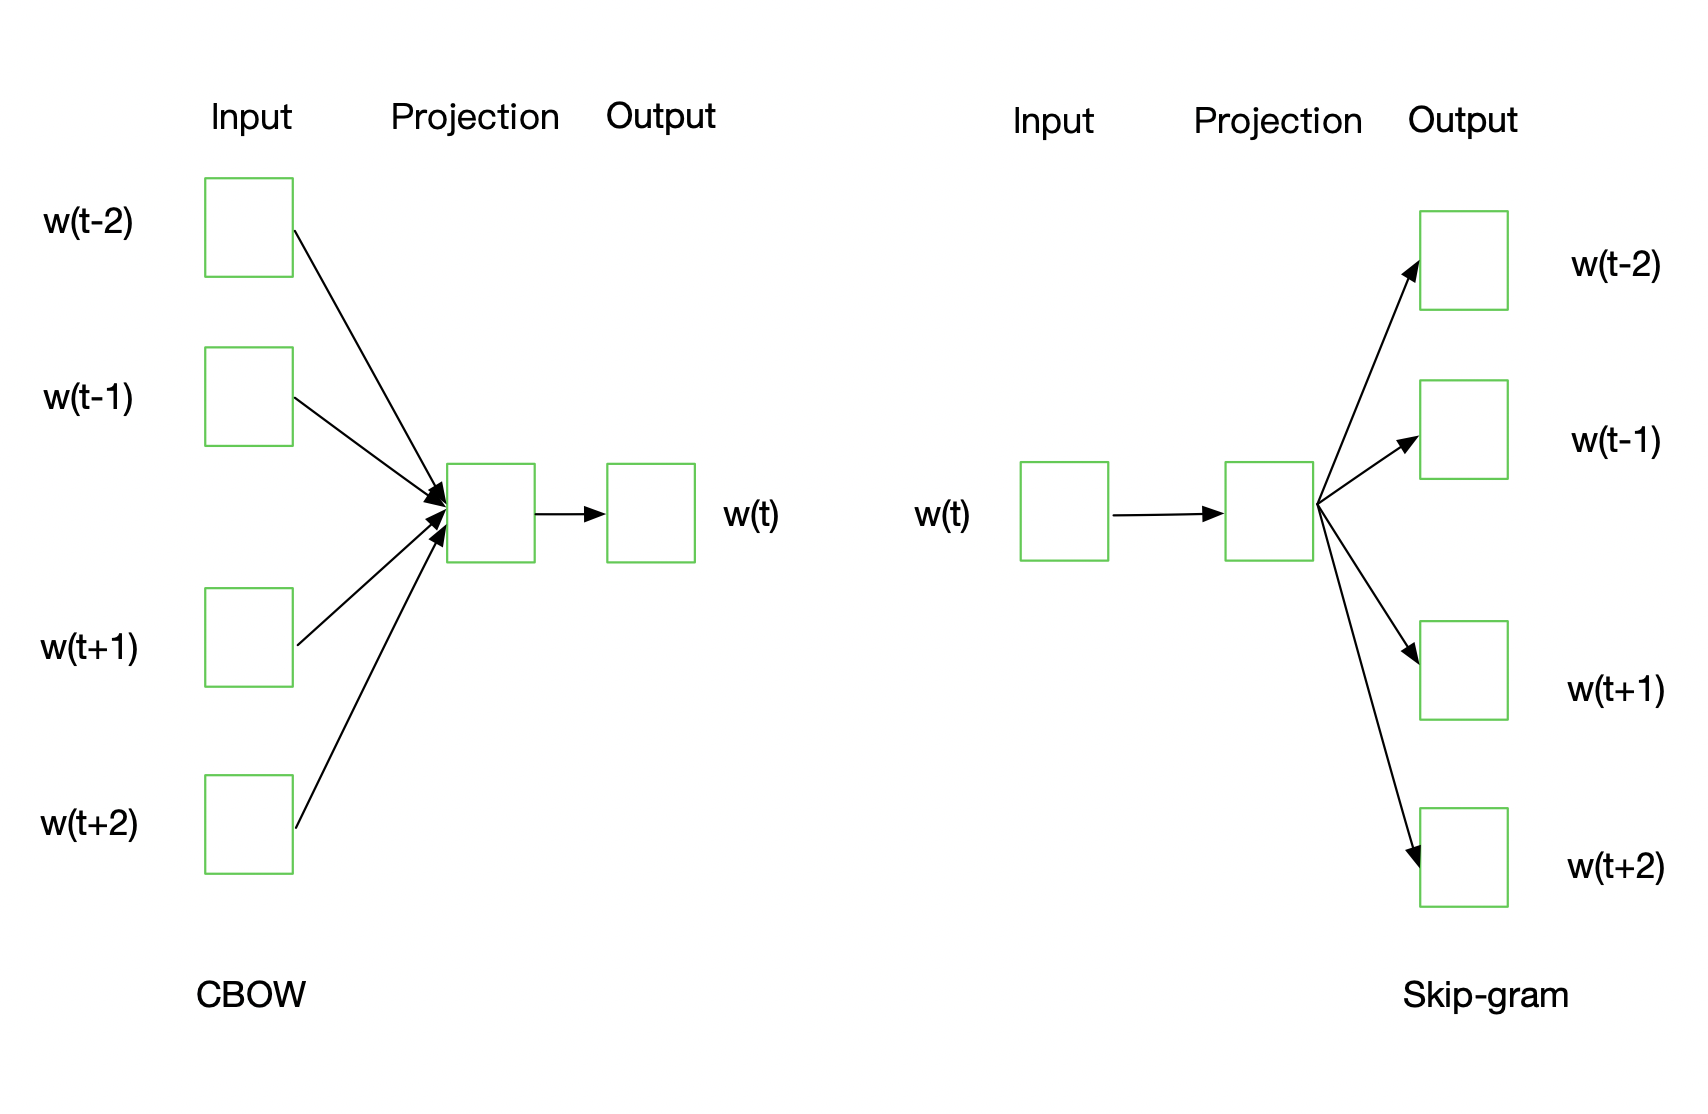 Input Projection Output
w(t-2)
w(t-1)
w(t)
w(t+1)
w(t+2)
CBOW
Input Projection Output
w(t-2)
w(t-1)
w(t)
w(t+1)
w(t+2)
Skip-gram